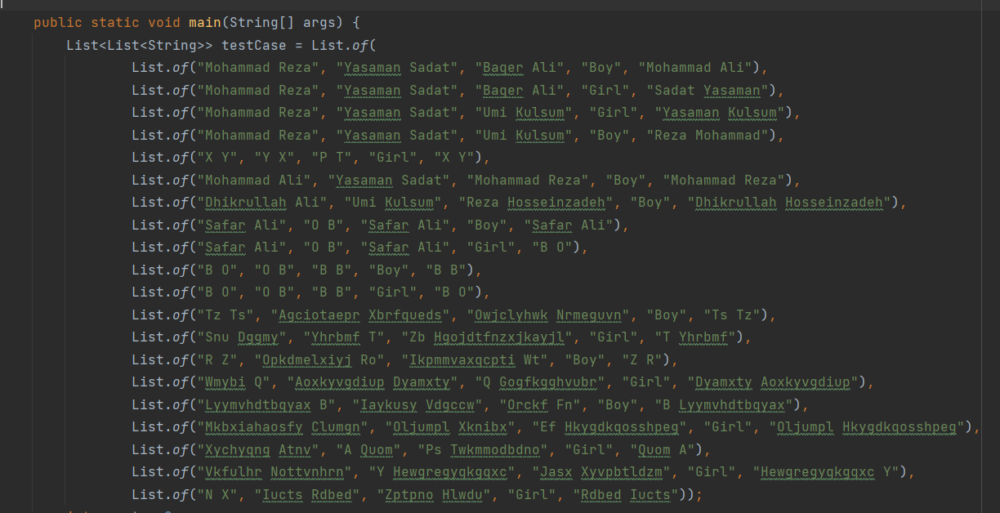 public static void main(String[] args) {
List<List<String>> testCase = List.of(
List.of("Mohammad Reza", "Yasaman Sadat", "Baqer Ali", "Boy", "Mohammad Ali"),
List.of("Mohammad Reza", "Yasaman Sadat", "Baqer Ali", "Girl", "Sadat Yasaman"),
List.of("Mohammad Reza", "Yasaman Sadat", "Umi Kulsum", "Girl", "Yasaman Kulsum"),
List.of("Mohammad Reza", "Yasaman Sadat", "Umi Kulsum", "Boy", "Reza Mohammad"),
List.of("X Y", "Y X", "P T", "Girl", "X Y"),
List.of("Mohammad Ali", "Yasaman Sadat", "Mohammad Reza", "Boy", "Mohammad Reza"),
List.of("Dhikrullah Ali", "Umi Kulsum", "Reza Hosseinzadeh", "Boy", "Dhikrullah Hosseinzadeh"),
List.of("Safar Ali", "O B", "Safar Ali", "Boy", "Safar Ali"),
List.of("Safar Ali", "O B", "Safar Ali", "Girl", "B O"),
List.of("B O", "O B", "B B", "Boy", "B B"),
List.of("B O", "O B", "B B", "Girl", "B O"),
List.of("Tz Ts", "Agciotaepr Xbrfqueds", "Owjclyhwk Nrmeguvn", "Boy", "Ts Tz"),
List.of("Snu Dggmy", "Yhrbmf T", "Zb Hgojdtfnzxjkayjl", "Girl", "T Yhrbmf"),
List.of("R Z", "Opkdmelxiyj Ro", "Ikpmmvaxqcpti Wt", "Boy", "Z R"),
List.of("Wmybi Q", "Aoxkyvgdiup Dyamxty", "Q Gogfkgghvubr", "Girl", "Dyamxty Aoxkyvgdiup"),
List.of("Lyymvhdtbqyax B", "Iaykusy Vdgccw", "Orckf Fn", "Boy", "B Lyymvhdtbqyax"),
List.of("Mkbxiahaosfy Clumqn", "Oljumpl Xknibx", "Ef Hkygdkqosshpeg", "Girl", "Oljumpl Hkygdkqosshpeg"),
List.of("Xychyqng Atnv", "A Quom", "Ps Twkmmodbdno", "Girl", "Quom A"),
List.of("Vkfulhr Nottvnhrn", "Y Hewgregyqkgqxc", "Jasx Xyvpbtldzm", "Girl", "Hewgregyqkgqxc Y"),
List.of("N X", "Iucts Rdbed", "Zptpno Hlwdu", "Girl", "Rdbed Iucts"));